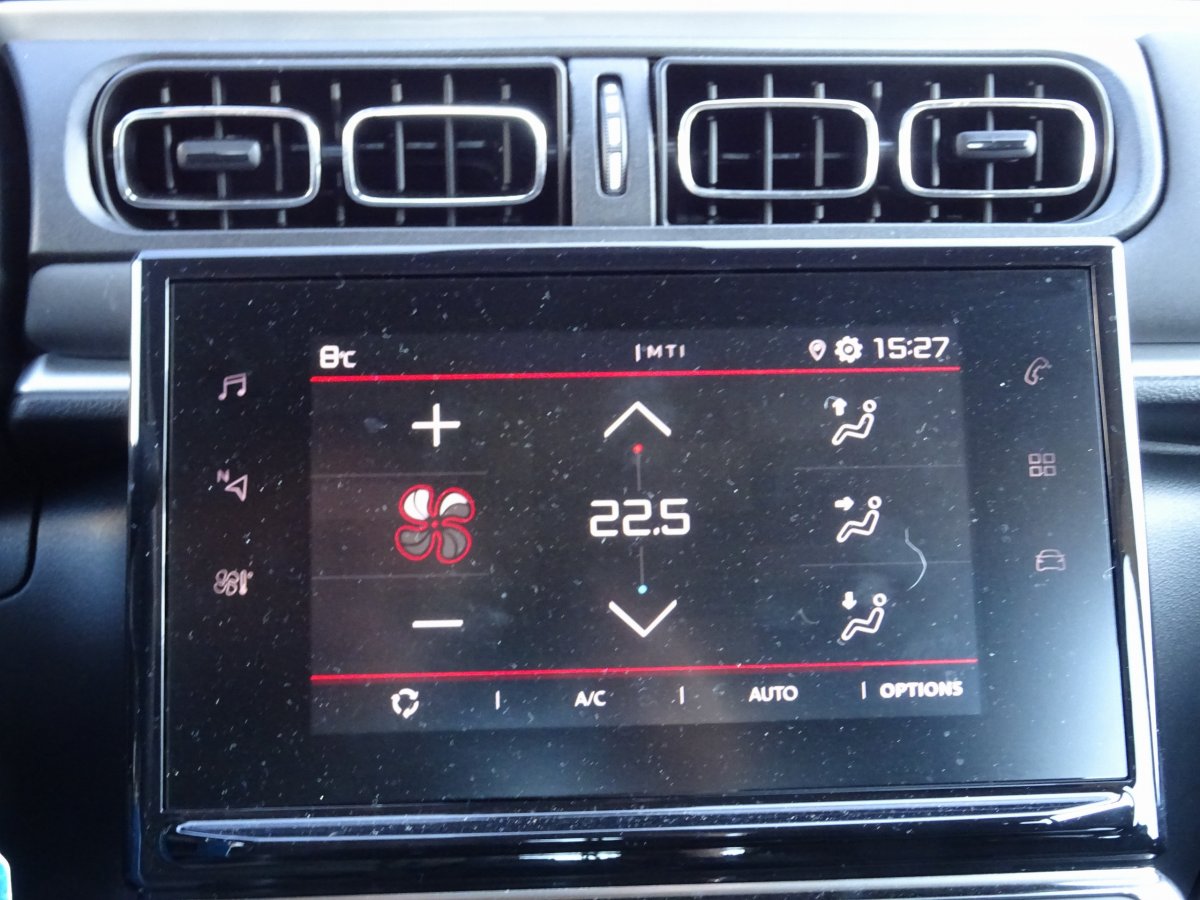 8°C |MTI 15:27
N
22.5
A/C | AUTO | OPTIONS